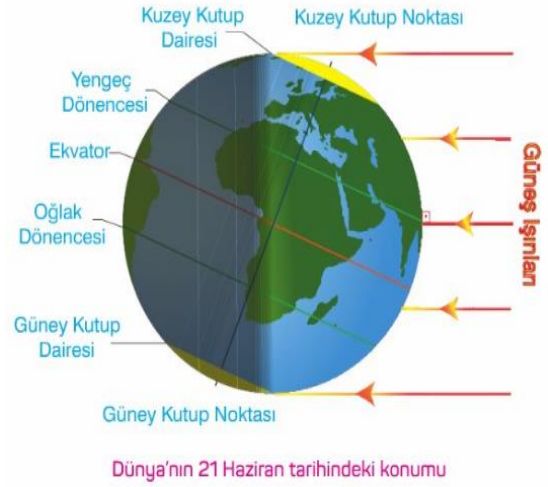 Kuzey Kutup
Dairesi
Kuzey Kutup Noktası
Yengeç
Dönencesi
Ekvator
Oğlak
Dönencesi
Güney Kutup
Dairesi
Güney Kutup Noktası
Güneş Işınları
Dünya'nın 21 Haziran tarihindeki konumu